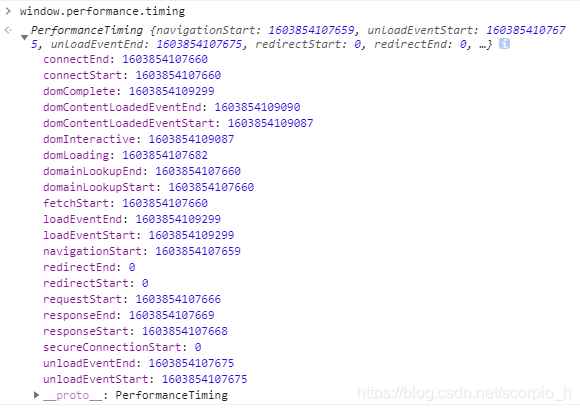 > window.performance.timing
PerformanceTiming {navigationStart: 1603854107659, unloadEventStart: 160385410767
5, unloadEventEnd: 1603854107675, redirectStart: 0, redirectEnd: 0, …} i
connectEnd: 1603854107660
connectStart: 1603854107660
domComplete: 1603854109299
domContentLoadedEventEnd: 1603854109090
domContentLoadedEventStart: 1603854109087
domInteractive: 1603854109087
domLoading: 1603854107682
domainLookupEnd: 1603854107660
domainLookupStart: 1603854107660
fetchStart: 1603854107660
loadEventEnd: 1603854109299
loadEventStart: 1603854109299
navigationStart: 1603854107659
redirectEnd: 0
redirectStart: 0
requestStart: 1603854107666
responseEnd: 1603854107669
responseStart: 1603854107668
secureConnectionStart: 0
unloadEventEnd: 1603854107675
unloadEventStart: 1603854107675
__proto__: PerformanceTiming
https://blog.csdn.net/scorpio_h